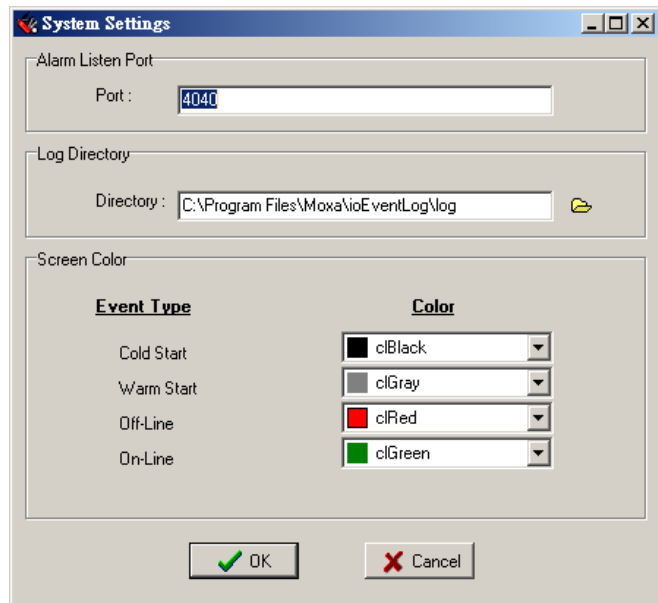 System Settings
Alarm Listen Port
Port :
4040
Log Directory
Directory :
C:\Program Files\Moxa\ioEventLog\log
Screen Color
Event Type
Color
Cold Start
clBlack
Warm Start
clGray
Off-Line
clRed
On-Line
clGreen
OK
Cancel